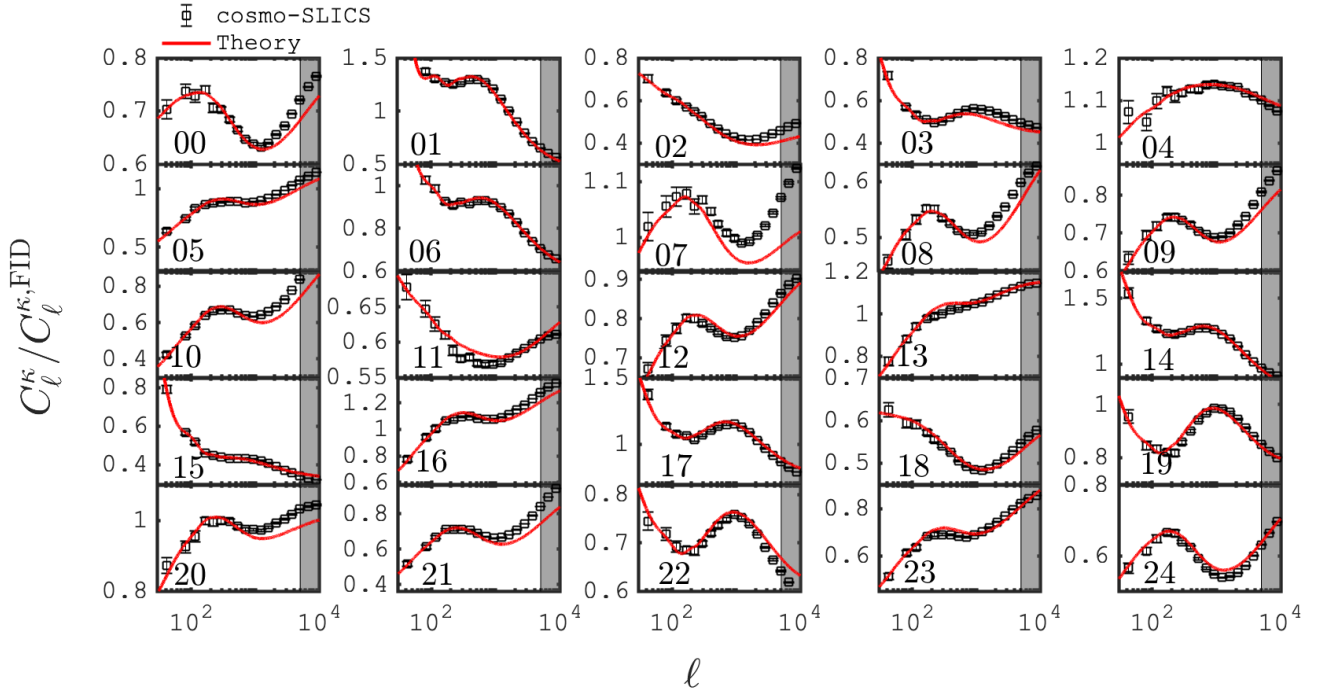 cosmo-SLICS
Theory
0.8 1.5 0.8 0.8 1.2
0.7 1 0.6 0.6 1.1
00 01 02 03 04
0.6 0.5 0.4 0.4 1
1 1 1.1 0.6 0.9
0.8
0.5 0.8 1 0.5 0.7
05 06 07 08 09
0.6 0.9 1.2 0.6
0.8 0.65 1.5
0.6 0.6 0.8 1
10 11 12 13 14
0.4 0.55 0.7 0.8 1
0.8 1.5 0.7
0.6 1.2 0.6 1
1 1
0.4 0.8 0.5 0.8
15 16 17 18 19
0.6 0.8
1 0.8 0.8 0.8
0.8
0.6 0.7 0.6 0.6
20 21 22 23 24
0.8 0.4 0.6
10² 10⁴ 10² 10⁴ 10² 10⁴ 10² 10⁴ 10² 10⁴
C_ℓ^κ/C_ℓ^{κ,FID}
ℓ